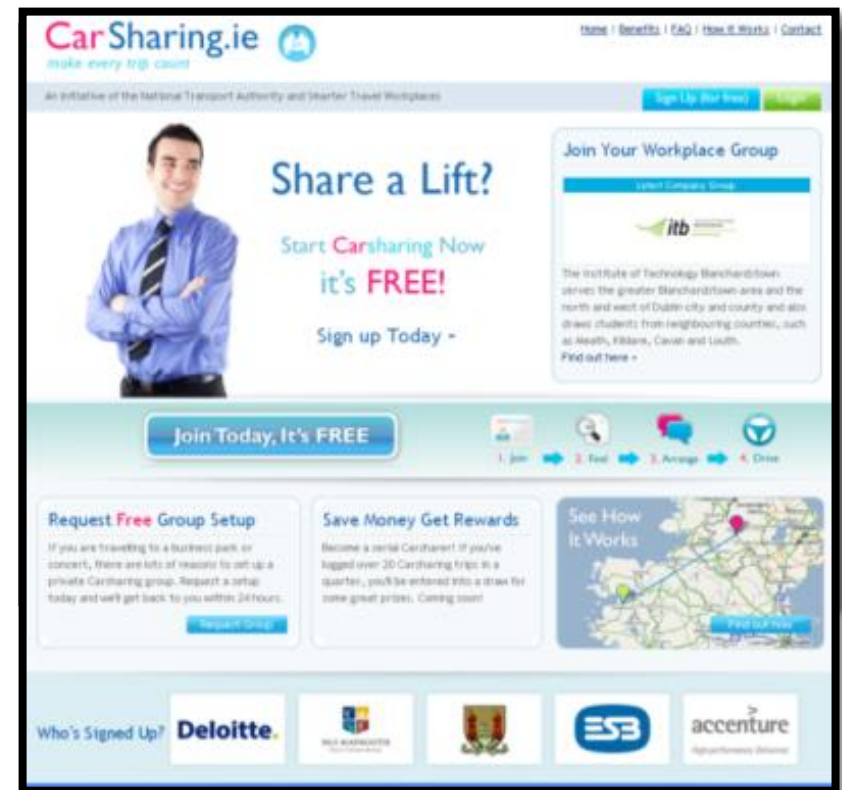 CarSharing.ie
make every trip count
Home | Benefits | FAQ | How it Works | Contact
An initiative of the National Transport Authority and Smarter Travel Workplaces
Sign Up (for free)
Login
Share a Lift?
Start Carsharing Now
it's FREE!
Sign up Today
Join Your Workplace Group
Latest Company Group
itb
The Institute of Technology Blanchardstown
serves the greater Blanchardstown area and the
north and west of Dublin city and county and also
draws students from neighbouring counties, such
as Meath, Kildare, Cavan and Louth.
Find out here
Join Today, It's FREE
1. Join
2. Find
3. Arrange
4. Drive
Request Free Group Setup
If you are travelling to a business park or
concert, there are lots of reasons to set up a
private Carsharing group. Request a setup
today and we'll get back to you within 24 hours.
Request Group
Save Money Get Rewards
Become a serial Carsharer! If you've
logged over 20 Carsharing trips in a
quarter, you'll be entered into a draw for
some great prizes. Coming soon!
See How
It Works
Find out how
Who's Signed Up?
Deloitte.
NUI MAYNOOTH
ESB
accenture
High performance. Delivered.